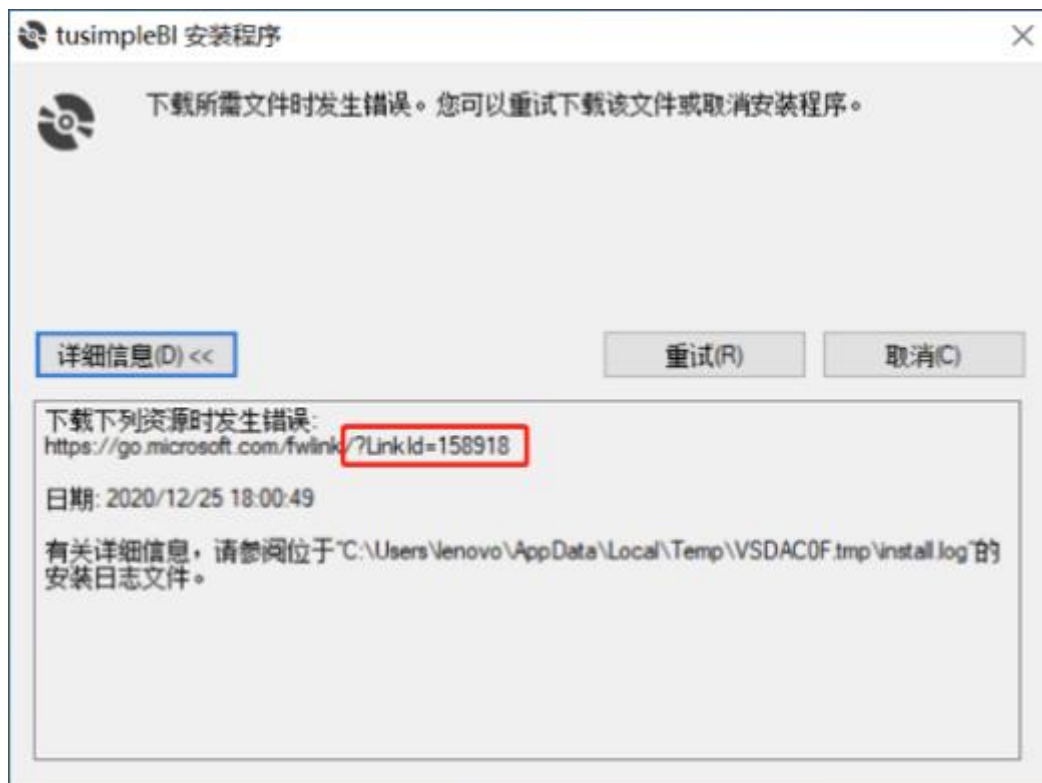 tusimpleBI 安装程序
下载所需文件时发生错误。您可以重试下载该文件或取消安装程序。
详细信息(D) <<
重试(R)
取消(C)
下载下列资源时发生错误:
https://go.microsoft.com/fwlink/?LinkId=158918
日期: 2020/12/25 18:00:49
有关详细信息，请参阅位于"C:\Users\lenovo\AppData\Local\Temp\VSDAC0F.tmp\install.log"的
安装日志文件。